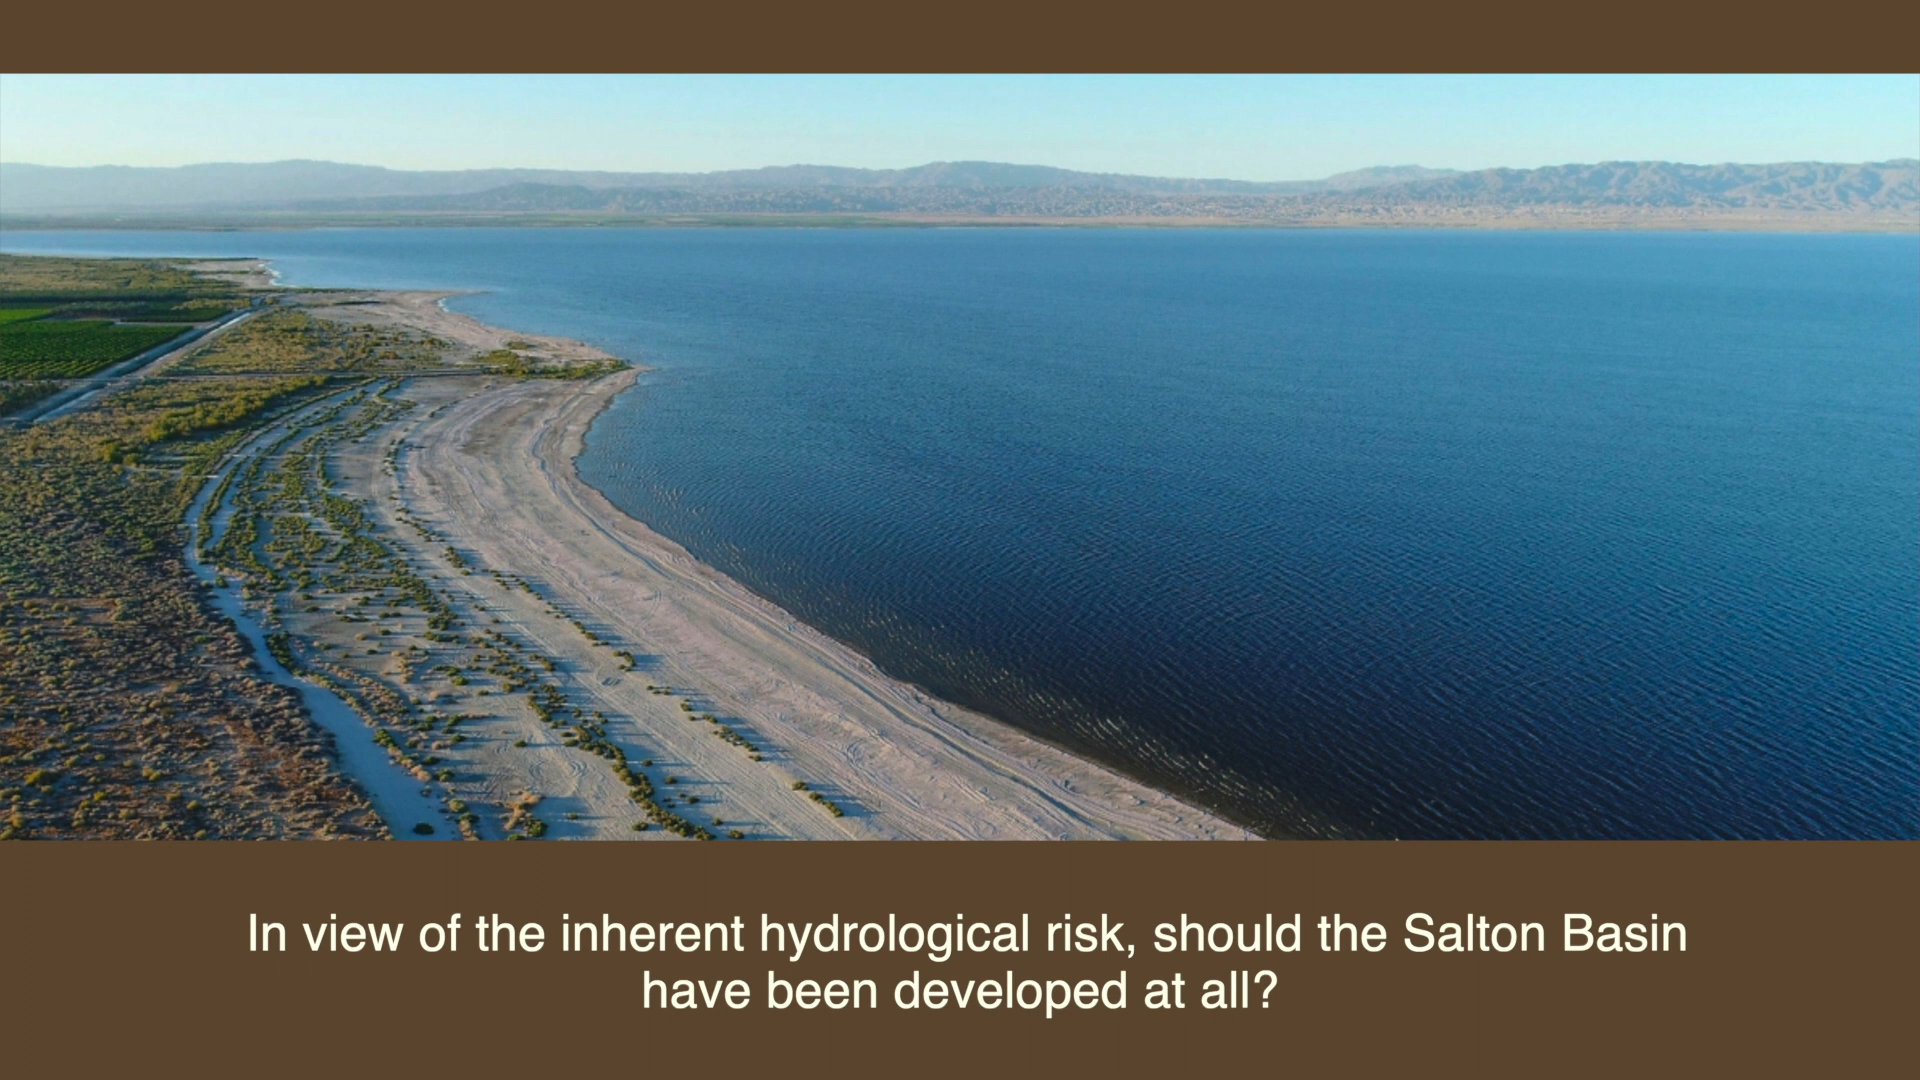 In view of the inherent hydrological risk, should the Salton Basin
have been developed at all?